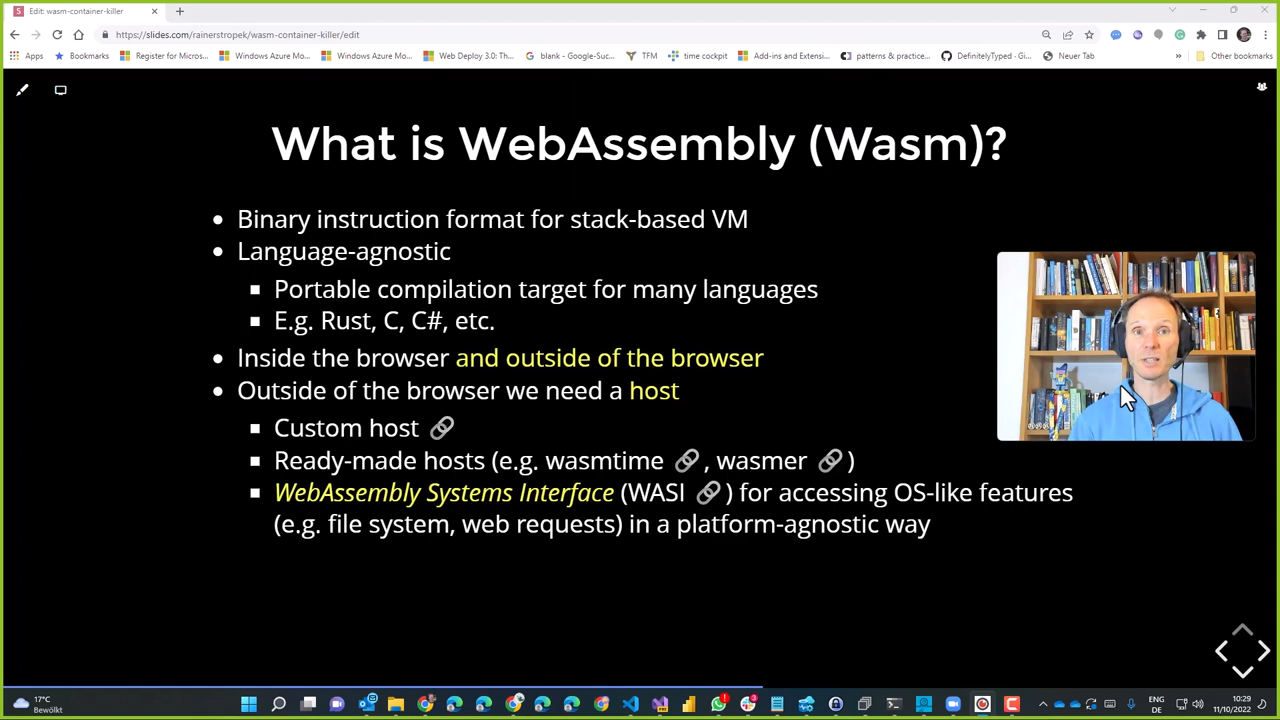 Edit: wasm-container-killer
https://slides.com/rainerstropek/wasm-container-killer/edit
Apps Bookmarks Register for Micros... Windows Azure Mo... Windows Azure Mo... Web Deploy 3.0: Th... blank - Google-Suc... TFM time cockpit Add-ins and Extensi... patterns & practice... DefinitelyTyped - Gi... Neuer Tab » Other bookmarks
What is WebAssembly (Wasm)?
Binary instruction format for stack-based VM
Language-agnostic
Portable compilation target for many languages
E.g. Rust, C, C#, etc.
Inside the browser and outside of the browser
Outside of the browser we need a host
Custom host
Ready-made hosts (e.g. wasmtime , wasmer )
WebAssembly Systems Interface (WASI ) for accessing OS-like features
(e.g. file system, web requests) in a platform-agnostic way
17°C
Bewölkt
ENG
DE
10:29
11/10/2022